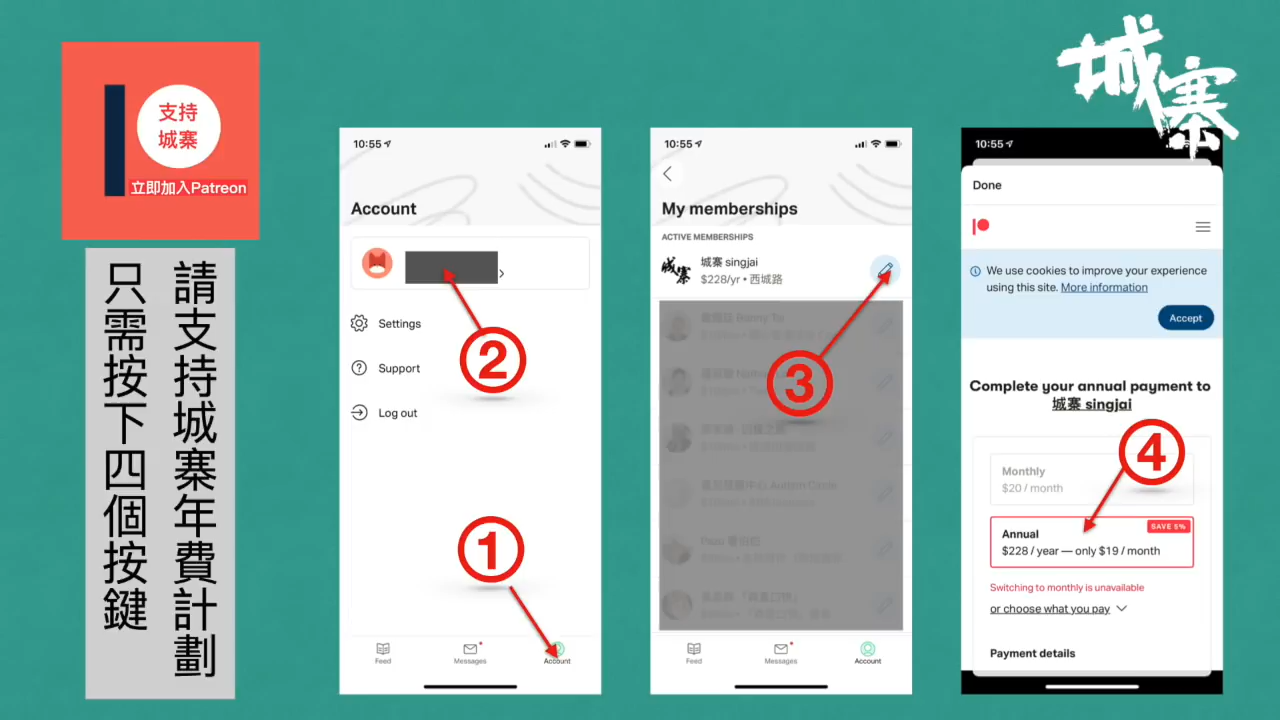 支持
城寨
立即加入Patreon
請支持城寨年費計劃
只需按下四個按鍵
10:55
Account
Settings
Support
Log out
Feed
Messages
Account
①
②
10:55
My memberships
ACTIVE MEMBERSHIPS
城寨
城寨 singjai
$228/yr • 西城路
③
Feed
Messages
Account
城寨
10:55
Done
We use cookies to improve your experience
using this site. More information
Accept
Complete your annual payment to
城寨 singjai
④
Monthly
$20 / month
SAVE 5%
Annual
$228 / year — only $19 / month
Switching to monthly is unavailable
or choose what you pay
Payment details